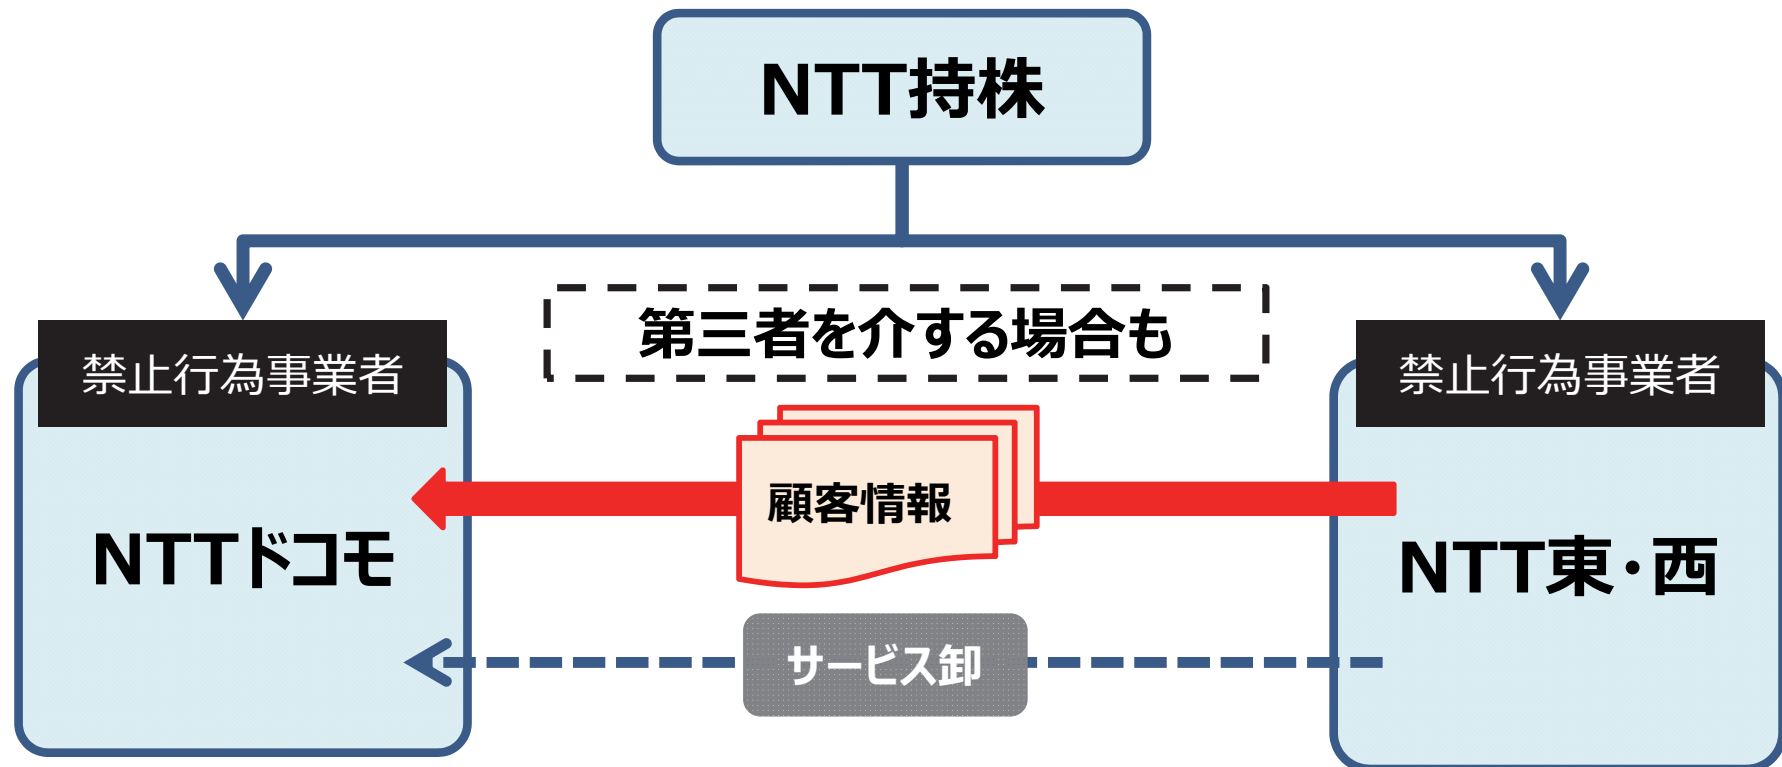 NTT持株
第三者を介する場合も
禁止行為事業者
禁止行為事業者
顧客情報
NTTドコモ
NTT東・西
サービス卸